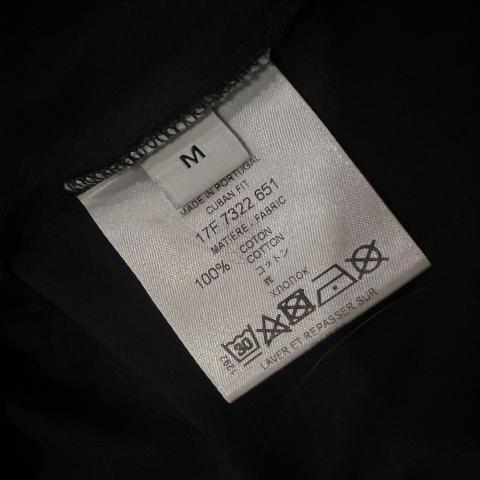 M
MADE IN PORTUGAL
CUBAN FIT
17F 7322 651
MATIERE, FABRIC
100% COTON
COTTON
コットン
棉
ХЛОПОК
30
LAVER ET REPASSER SUR